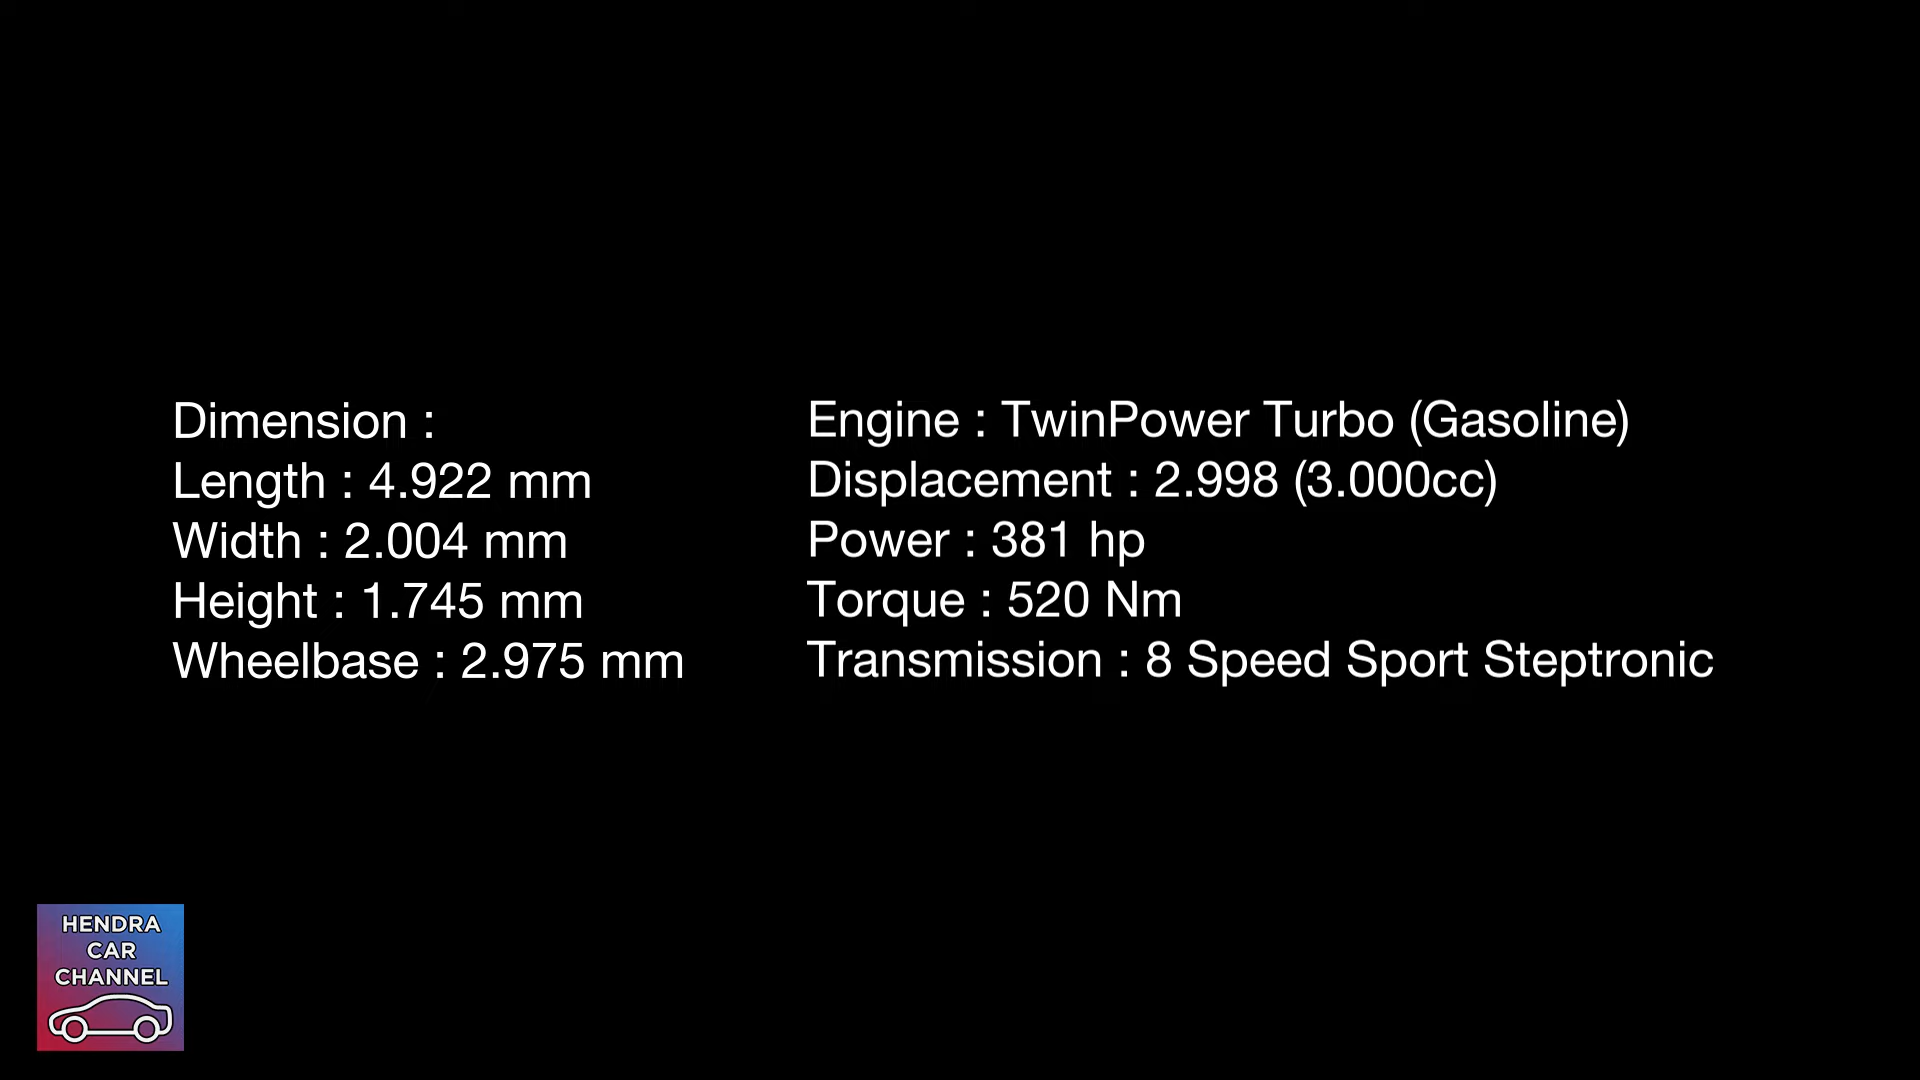 Dimension :
Length : 4.922 mm
Width : 2.004 mm
Height : 1.745 mm
Wheelbase : 2.975 mm
Engine : TwinPower Turbo (Gasoline)
Displacement : 2.998 (3.000cc)
Power : 381 hp
Torque : 520 Nm
Transmission : 8 Speed Sport Steptronic
HENDRA
CAR
CHANNEL